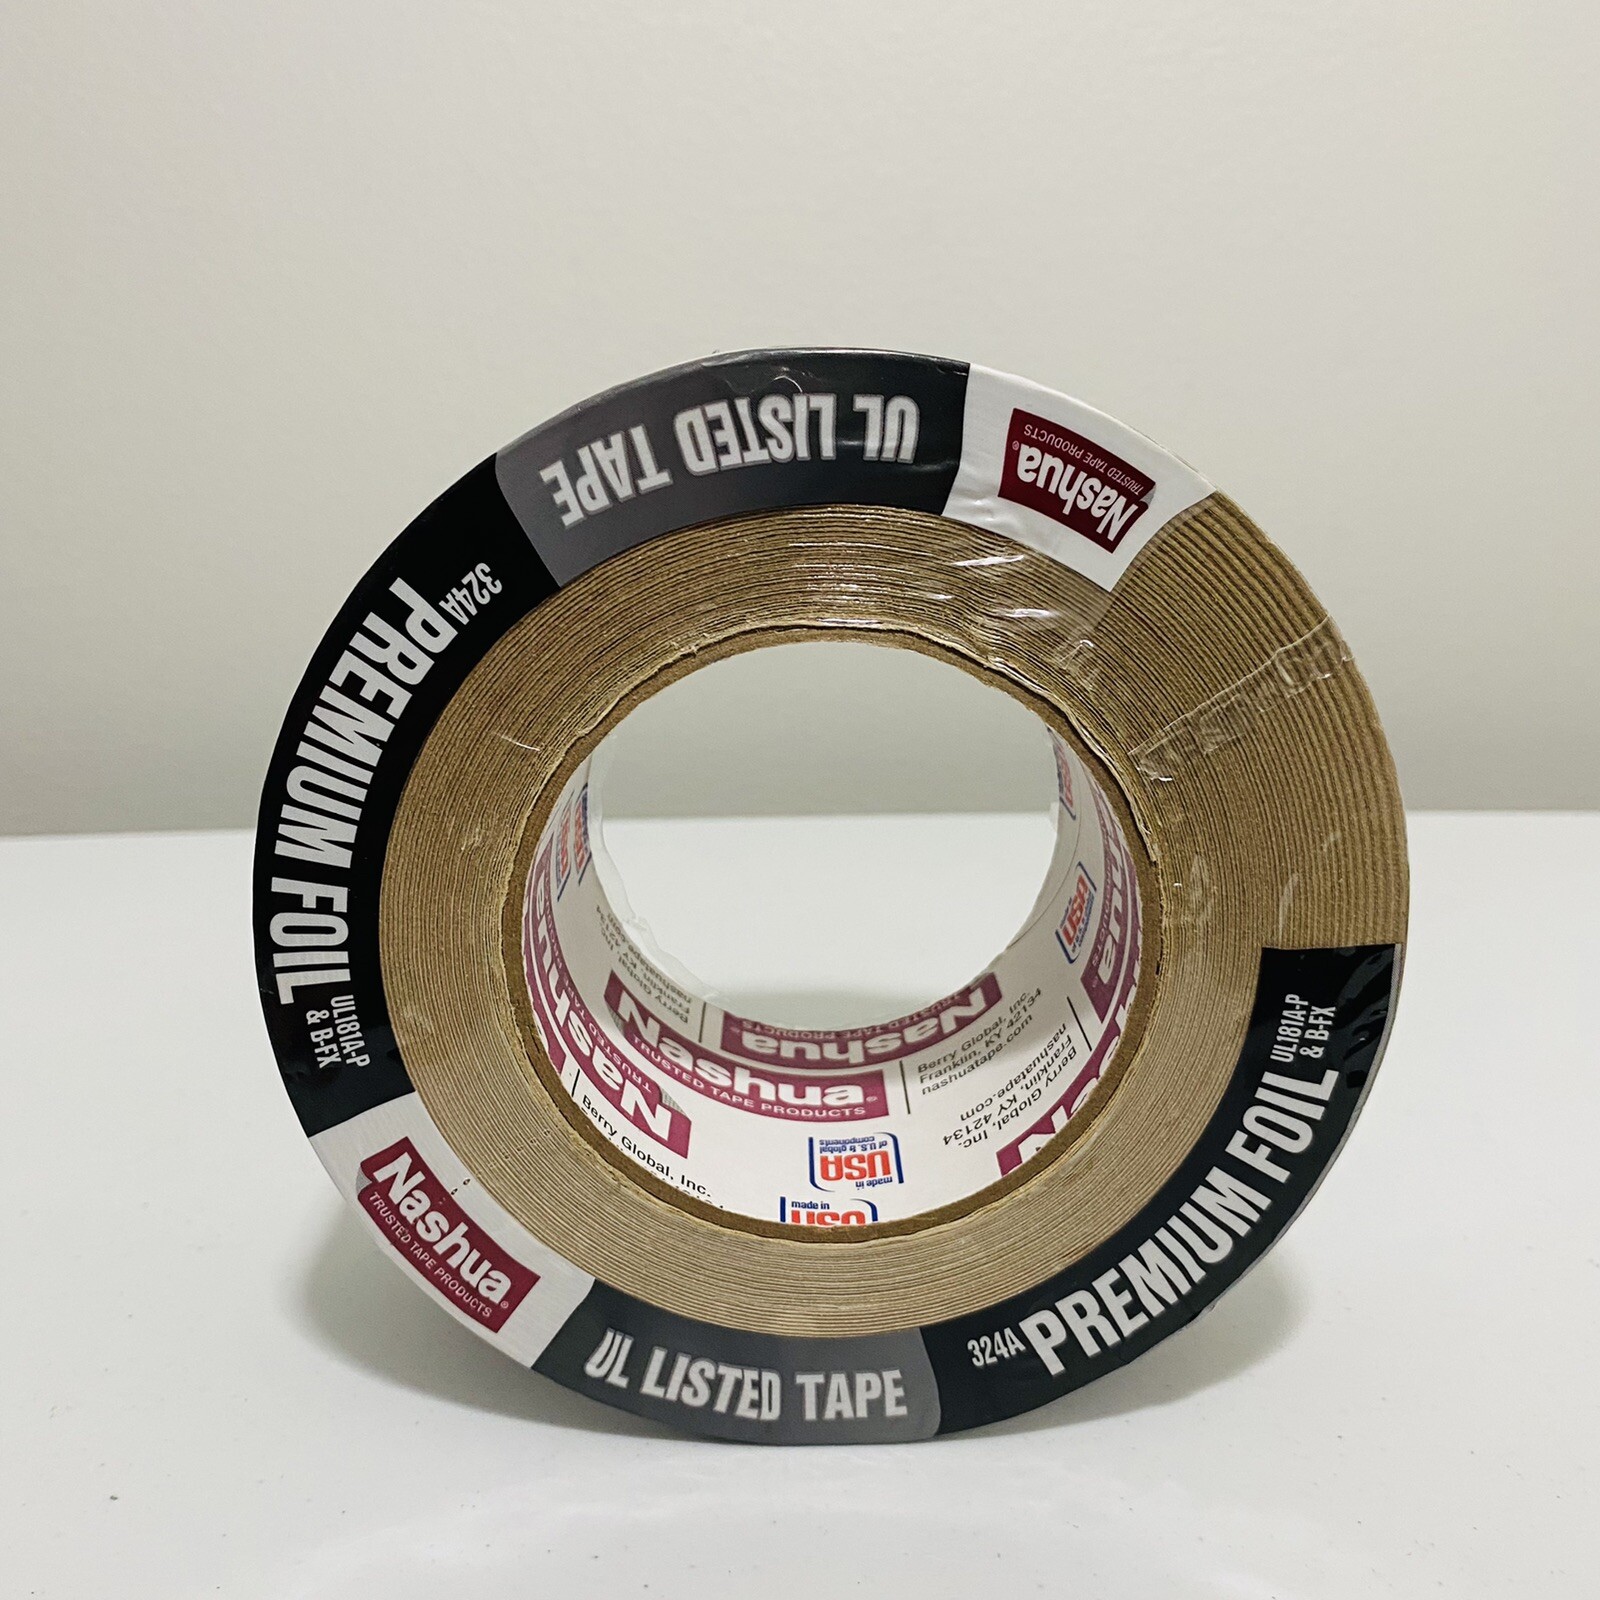 UL LISTED TAPE
Nashua®
TRUSTED TAPE PRODUCTS
324A
PREMIUM FOIL
UL181A-P
& B-FX
Nashua®
TRUSTED TAPE PRODUCTS
UL LISTED TAPE
324A
PREMIUM FOIL
UL181A-P
& B-FX
Nashua
TRUSTED TAPE PRODUCTS
Berry Global, Inc.
Franklin, KY 42134
nashuatape.com
Nashua®
TRUSTED TAPE PRODUCTS
Berry Global, Inc.
Franklin, KY 42134
nashuatape.com
Berry Global, Inc.
made in
USA
of U.S. & global
components
made in
USA